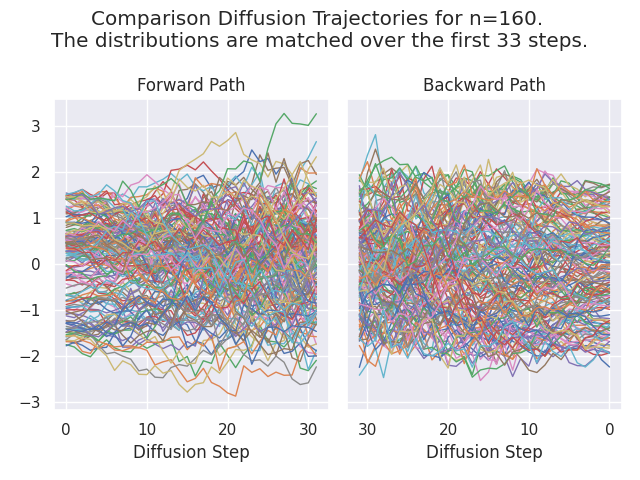 Comparison Diffusion Trajectories for n=160.
The distributions are matched over the first 33 steps.
Forward Path
Backward Path
3
2
1
0
−1
−2
−3
0 10 20 30
30 20 10 0
Diffusion Step
Diffusion Step